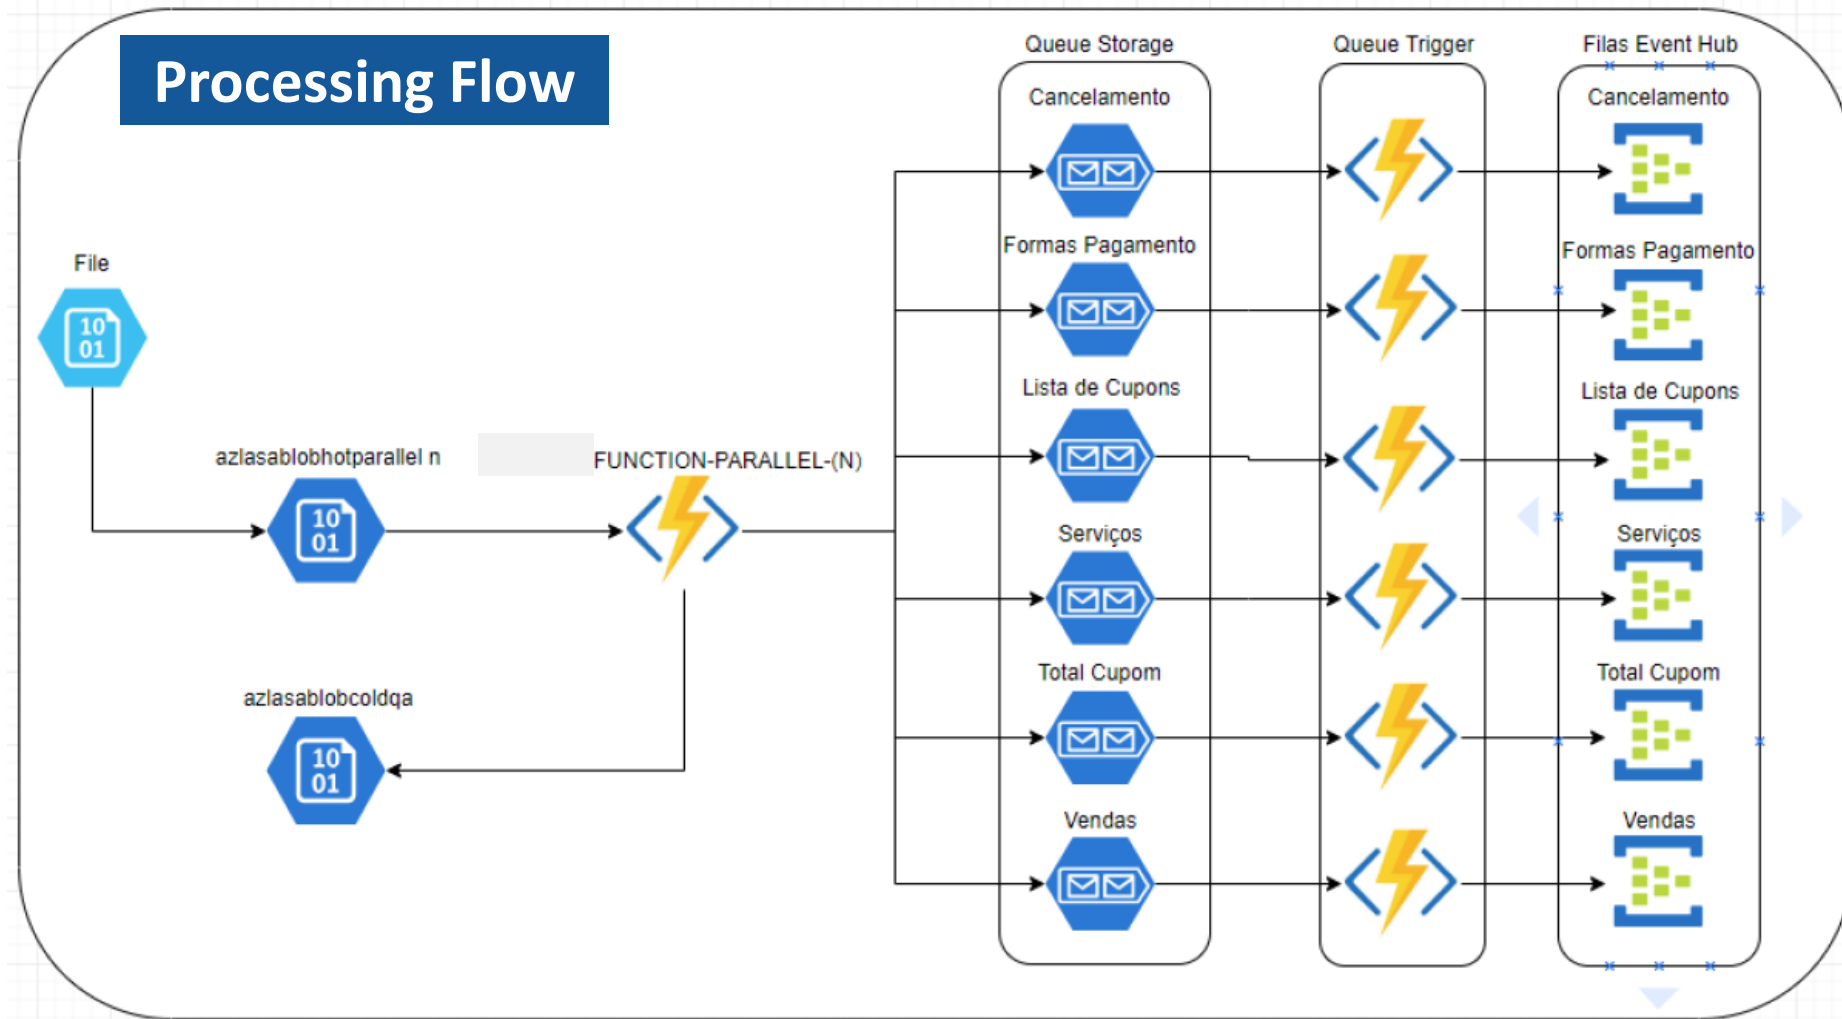 Processing Flow
Queue Storage
Queue Trigger
Filas Event Hub
Cancelamento
Cancelamento
Formas Pagamento
Formas Pagamento
File
10
01
Lista de Cupons
Lista de Cupons
azlasablobhotparallel n
FUNCTION-PARALLEL-(N)
10
01
Serviços
Serviços
Total Cupom
Total Cupom
azlasablobcoldqa
10
01
Vendas
Vendas